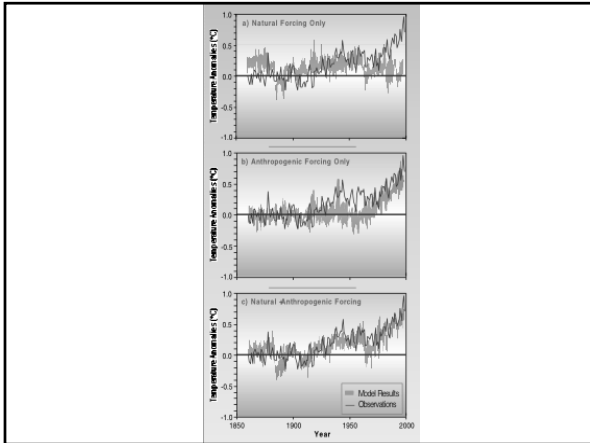 a) Natural Forcing Only
Temperature Anomalies (°C)
1.0
0.5
0.0
-0.5
-1.0
b) Anthropogenic Forcing Only
Temperature Anomalies (°C)
1.0
0.5
0.0
-0.5
-1.0
c) Natural + Anthropogenic Forcing
Temperature Anomalies (°C)
1.0
0.5
0.0
-0.5
-1.0
Model Results
Observations
1850 1900 1950 2000
Year